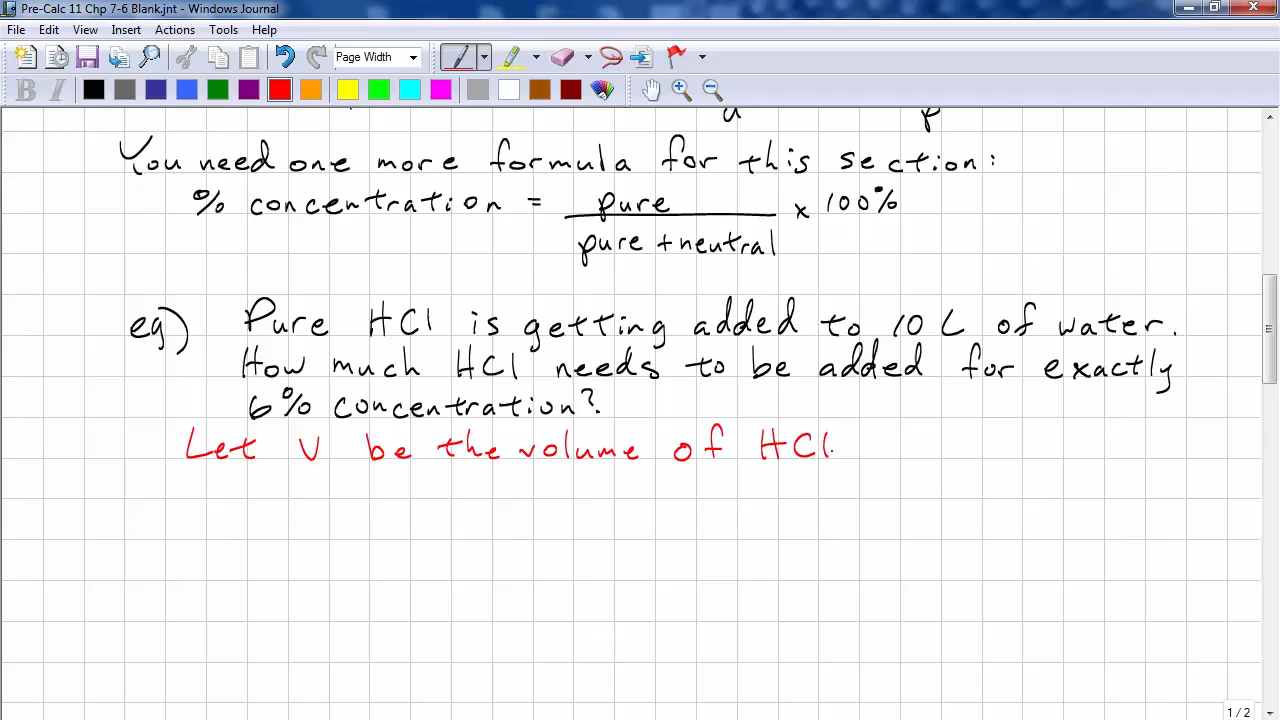 Pre-Calc 11 Chp 7-6 Blank.jnt - Windows Journal
File Edit View Insert Actions Tools Help
Page Width
B I
You need one more formula for this section:
% concentration = pure / pure + neutral x 100%
eg) Pure HCl is getting added to 10 L of water.
How much HCl needs to be added for exactly
6% concentration?
Let V be the volume of HCl
1 / 2